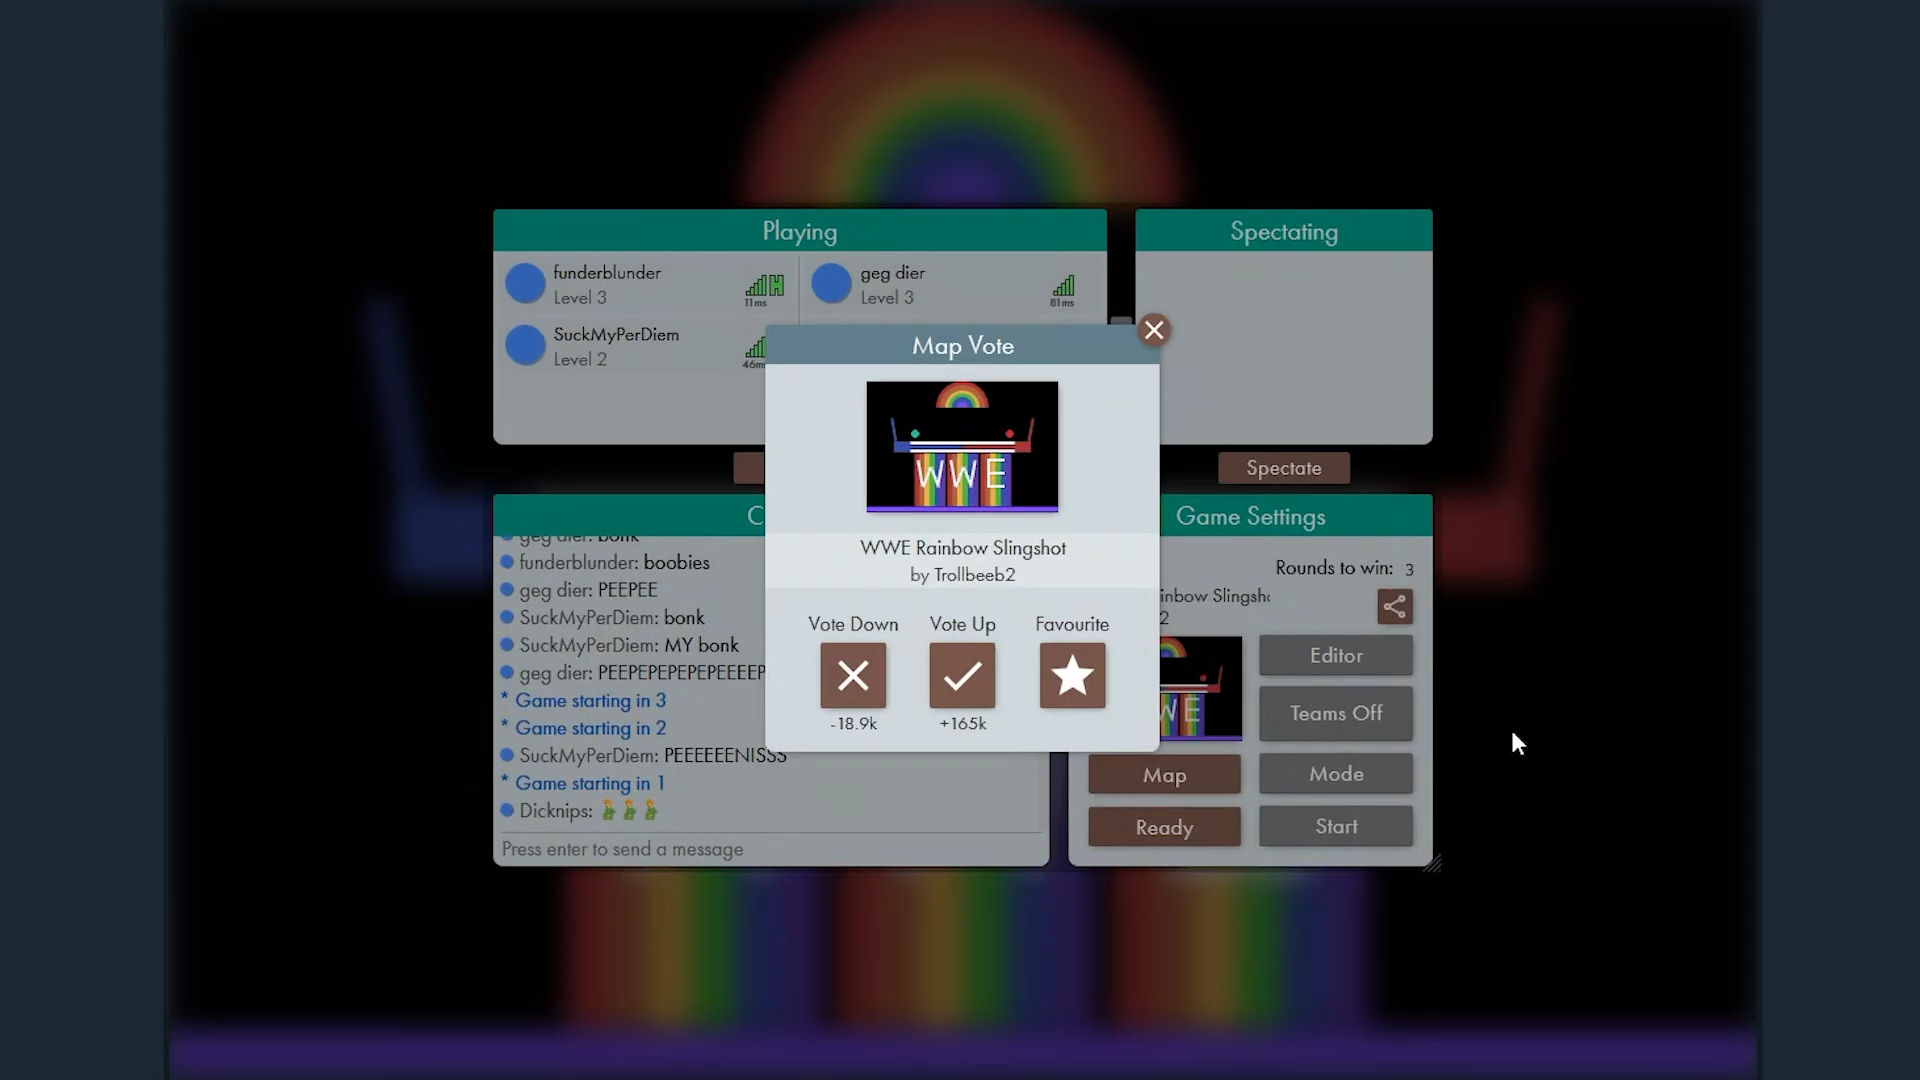 Playing
Spectating
funderblunder
Level 3
11ms
geg dier
Level 3
81ms
SuckMyPerDiem
Level 2
Map Vote
WWE
WWE Rainbow Slingshot
by Trollbeeb2
Vote Down
Vote Up
Favourite
-18.9k
+165k
Spectate
geg dier: bonk
funderblunder: boobies
geg dier: PEEPEE
SuckMyPerDiem: bonk
SuckMyPerDiem: MY bonk
geg dier: PEEPEPEPEPEPEEEEP
* Game starting in 3
* Game starting in 2
SuckMyPerDiem: PEEEEEENISSS
* Game starting in 1
Dicknips:
Press enter to send a message
Game Settings
Rounds to win: 3
Editor
Teams Off
Map
Mode
Ready
Start